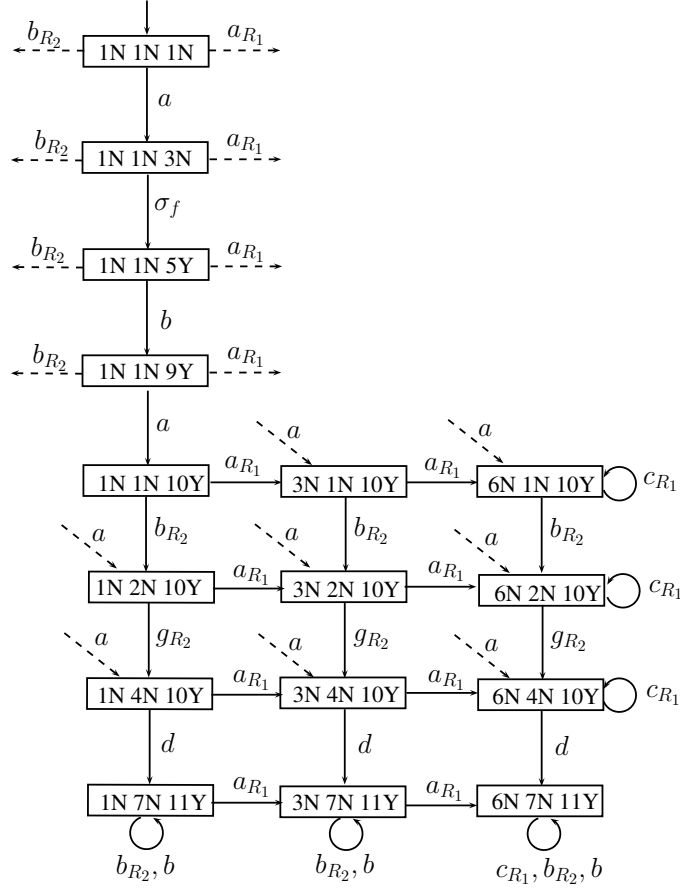 b_{R_2} 1N 1N 1N a_{R_1}
a
b_{R_2} 1N 1N 3N a_{R_1}
σ_f
b_{R_2} 1N 1N 5Y a_{R_1}
b
b_{R_2} 1N 1N 9Y a_{R_1}
a a a
1N 1N 10Y a_{R_1} 3N 1N 10Y a_{R_1} 6N 1N 10Y c_{R_1}
a b_{R_2} a b_{R_2} a b_{R_2}
1N 2N 10Y a_{R_1} 3N 2N 10Y a_{R_1} 6N 2N 10Y c_{R_1}
a g_{R_2} a g_{R_2} a g_{R_2}
1N 4N 10Y a_{R_1} 3N 4N 10Y a_{R_1} 6N 4N 10Y c_{R_1}
d d d
1N 7N 11Y a_{R_1} 3N 7N 11Y a_{R_1} 6N 7N 11Y
b_{R_2}, b b_{R_2}, b c_{R_1}, b_{R_2}, b